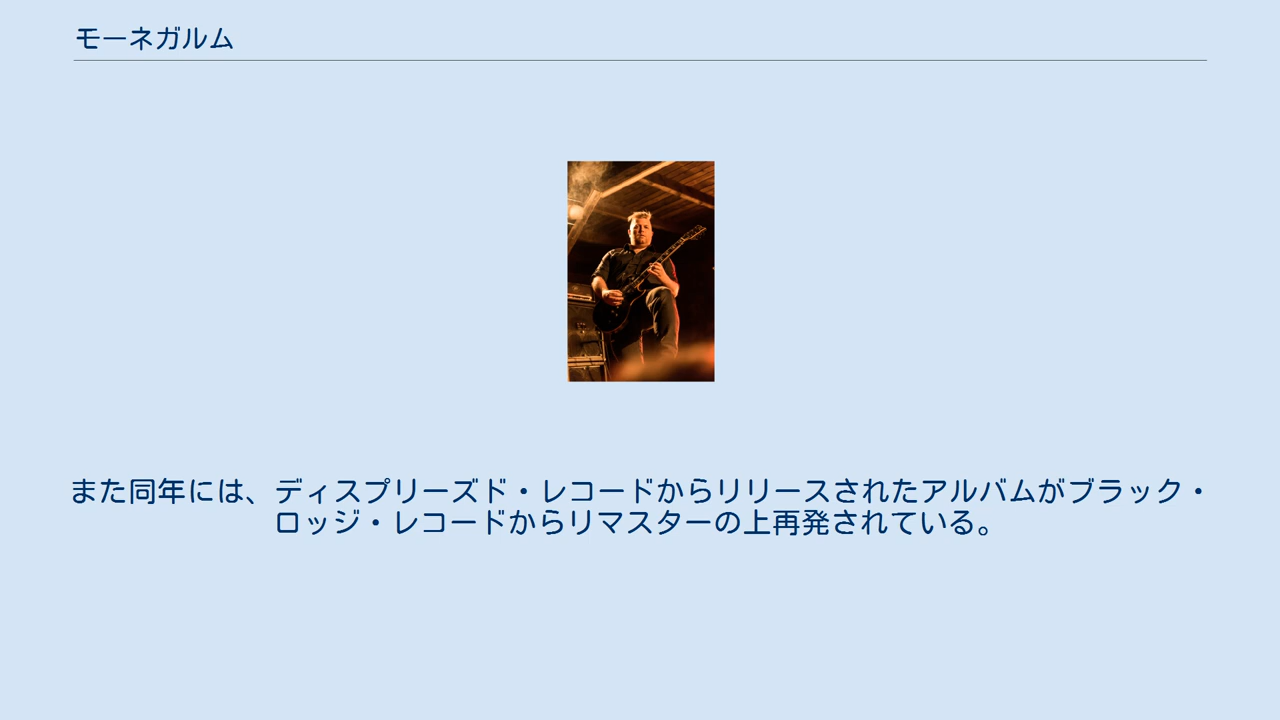 モーネガルム
また同年には、ディスプリーズド・レコードからリリースされたアルバムがブラック・
ロッジ・レコードからリマスターの上再発されている。